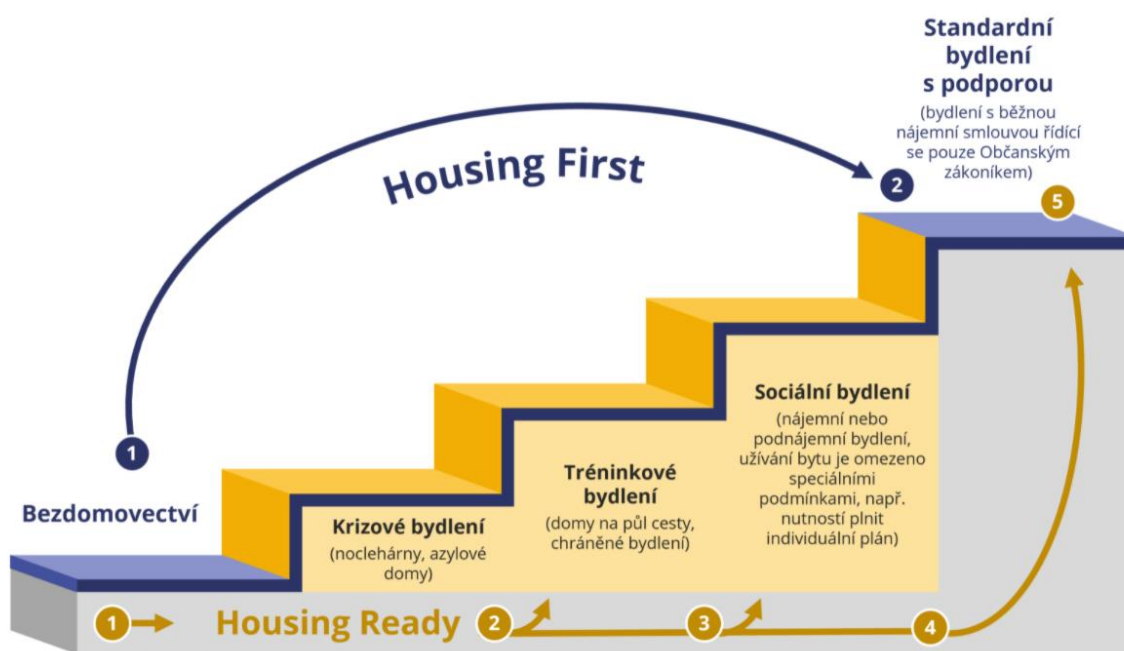 Standardní
bydlení
s podporou
(bydlení s běžnou
nájemní smlouvou řídící
se pouze Občanským
zákoníkem)
Housing First
2
5
1
Bezdomovectví
Sociální bydlení
(nájemní nebo
podnájemní bydlení,
užívání bytu je omezeno
speciálními
podmínkami, např.
nutností plnit
individuální plán)
Tréninkové
bydlení
(domy na půl cesty,
chráněné bydlení)
Krizové bydlení
(noclehárny, azylové
domy)
1 Housing Ready 2 3 4